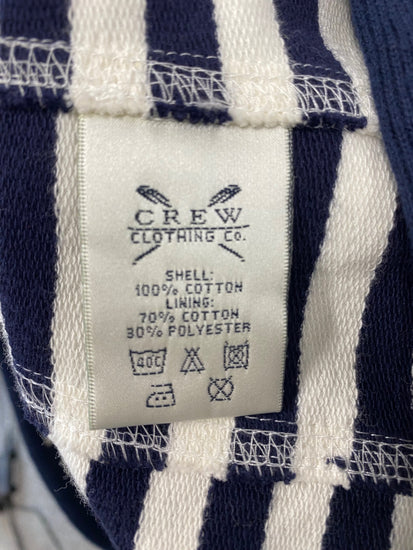 CREW
CLOTHING CO.
SHELL:
100% COTTON
LINING:
70% COTTON
30% POLYESTER
40C